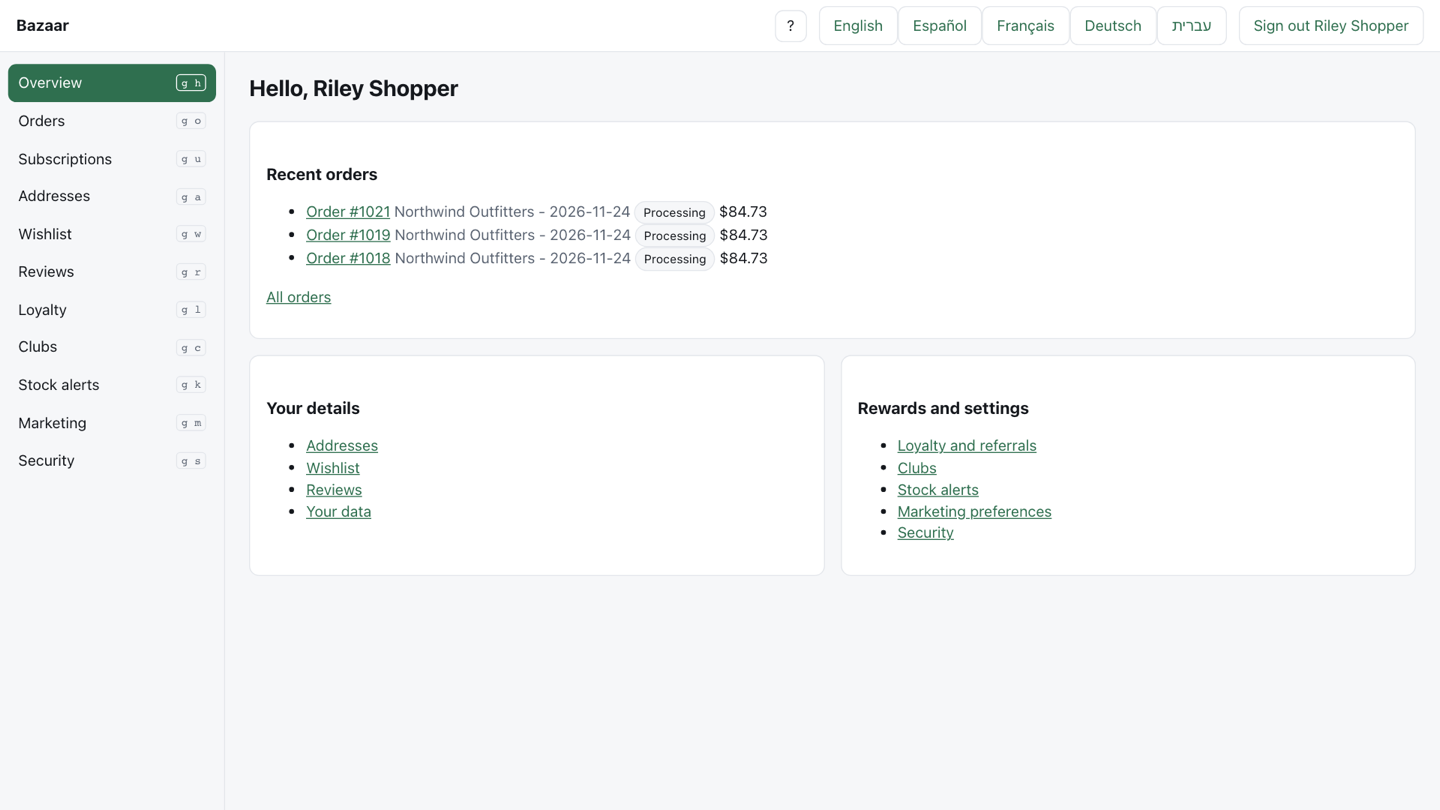 Bazaar
? English Español Français Deutsch עברית Sign out Riley Shopper
Overview g h
Orders g o
Subscriptions g u
Addresses g a
Wishlist g w
Reviews g r
Loyalty g l
Clubs g c
Stock alerts g k
Marketing g m
Security g s
Hello, Riley Shopper
Recent orders
Order #1021 Northwind Outfitters - 2026-11-24 Processing $84.73
Order #1019 Northwind Outfitters - 2026-11-24 Processing $84.73
Order #1018 Northwind Outfitters - 2026-11-24 Processing $84.73
All orders
Your details
Addresses
Wishlist
Reviews
Your data
Rewards and settings
Loyalty and referrals
Clubs
Stock alerts
Marketing preferences
Security